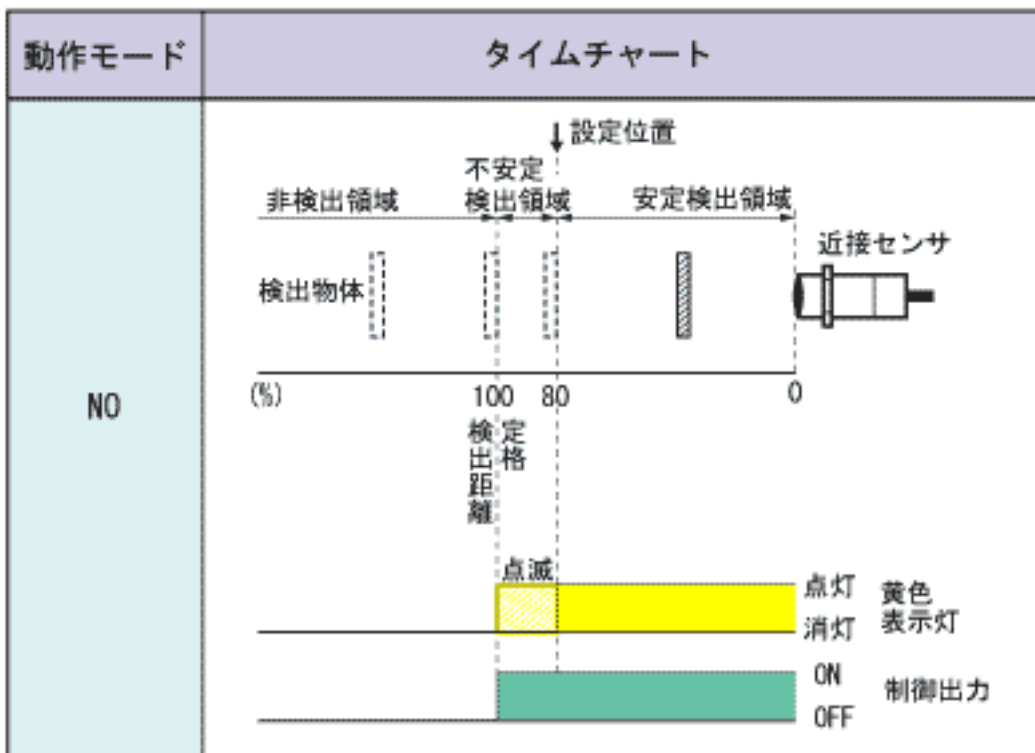 動作モード
タイムチャート
NO
設定位置
不安定
非検出領域
検出領域
安定検出領域
近接センサ
検出物体
(%)
100
80
0
定格
検出距離
点滅
点灯
消灯
黄色
表示灯
ON
OFF
制御出力